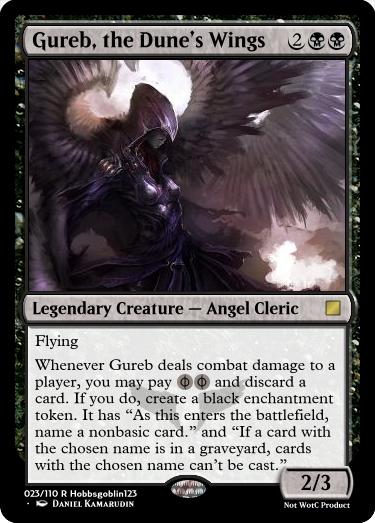 Gureb, the Dune's Wings 2
Legendary Creature — Angel Cleric
Flying
Whenever Gureb deals combat damage to a
player, you may pay and discard a
card. If you do, create a black enchantment
token. It has “As this enters the battlefield,
name a nonbasic card.” and “If a card with
the chosen name is in a graveyard, cards
with the chosen name can't be cast.”
2/3
023/110 R Hobbsgoblin123
Daniel Kamarudin
Not WotC Product